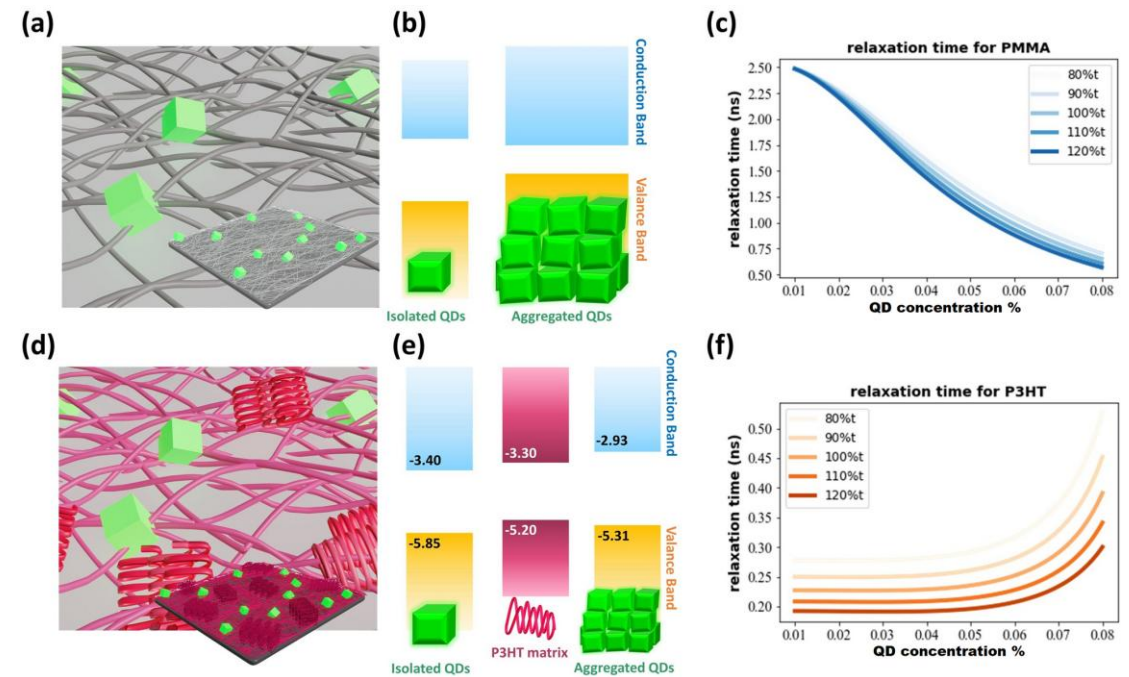 (a)
(b)
Conduction Band
Valance Band
Isolated QDs
Aggregated QDs
(c)
relaxation time for PMMA
relaxation time (ns)
2.50
2.25
2.00
1.75
1.50
1.25
1.00
0.75
0.50
80%t
90%t
100%t
110%t
120%t
0.01 0.02 0.03 0.04 0.05 0.06 0.07 0.08
QD concentration %
(d)
(e)
Conduction Band
-3.40
-3.30
-2.93
-5.85
-5.20
-5.31
Valance Band
Isolated QDs
P3HT matrix
Aggregated QDs
(f)
relaxation time for P3HT
relaxation time (ns)
0.50
0.45
0.40
0.35
0.30
0.25
0.20
80%t
90%t
100%t
110%t
120%t
0.01 0.02 0.03 0.04 0.05 0.06 0.07 0.08
QD concentration %